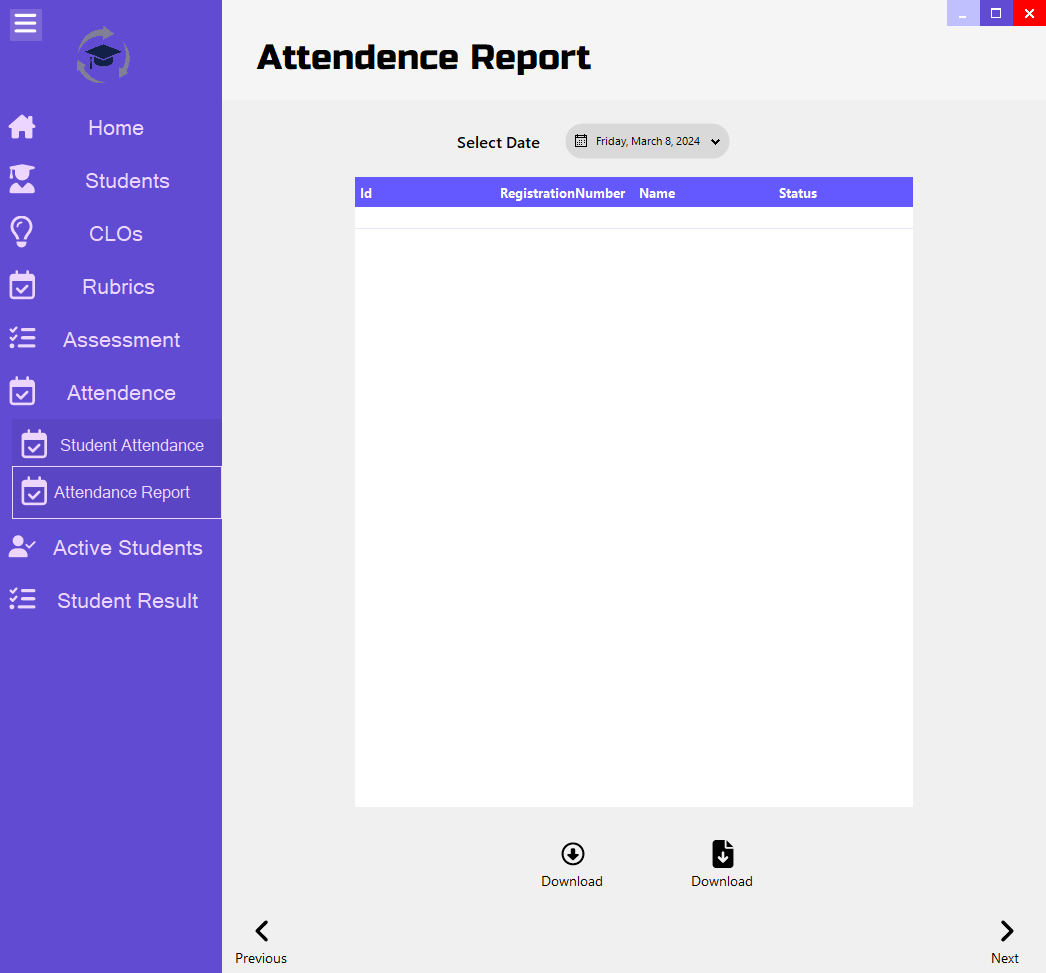 Attendence Report
Home
Students
CLOs
Rubrics
Assessment
Attendence
Student Attendance
Attendance Report
Active Students
Student Result
Select Date
Friday, March 8, 2024
Id RegistrationNumber Name Status
Download Download
Previous Next